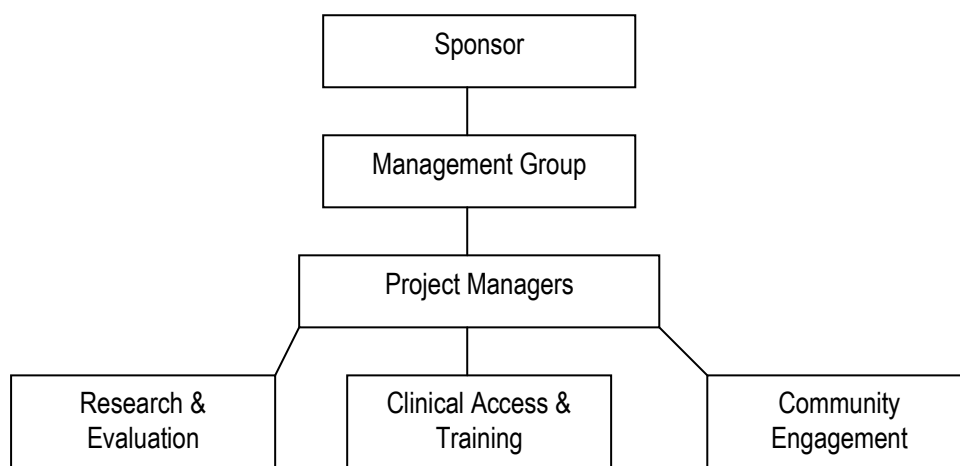 Sponsor
Management Group
Project Managers
Research &
Evaluation
Clinical Access &
Training
Community
Engagement